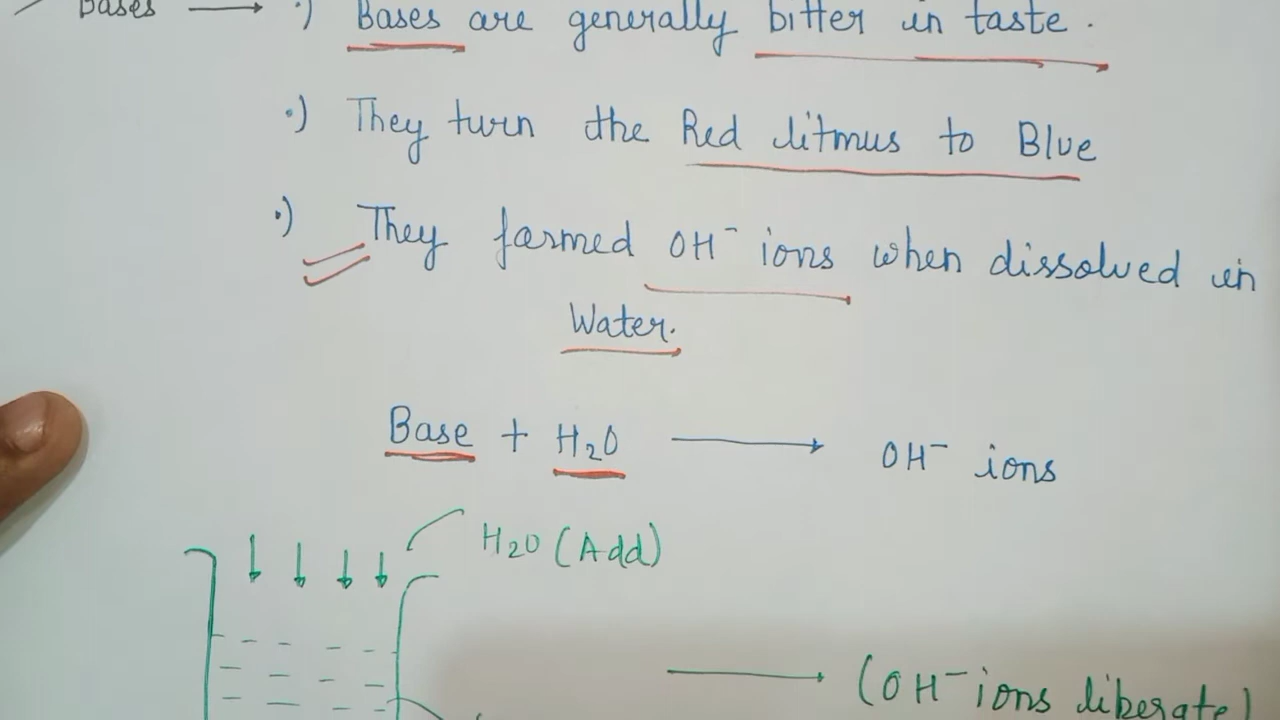 Bases ⟶ •) Bases are generally bitter in taste.
•) They turn the Red litmus to Blue
•) They formed OH⁻ ions when dissolved in
Water.
Base + H₂O ⟶ OH⁻ ions
H₂O (Add)
⟶ (OH⁻ ions liberate)